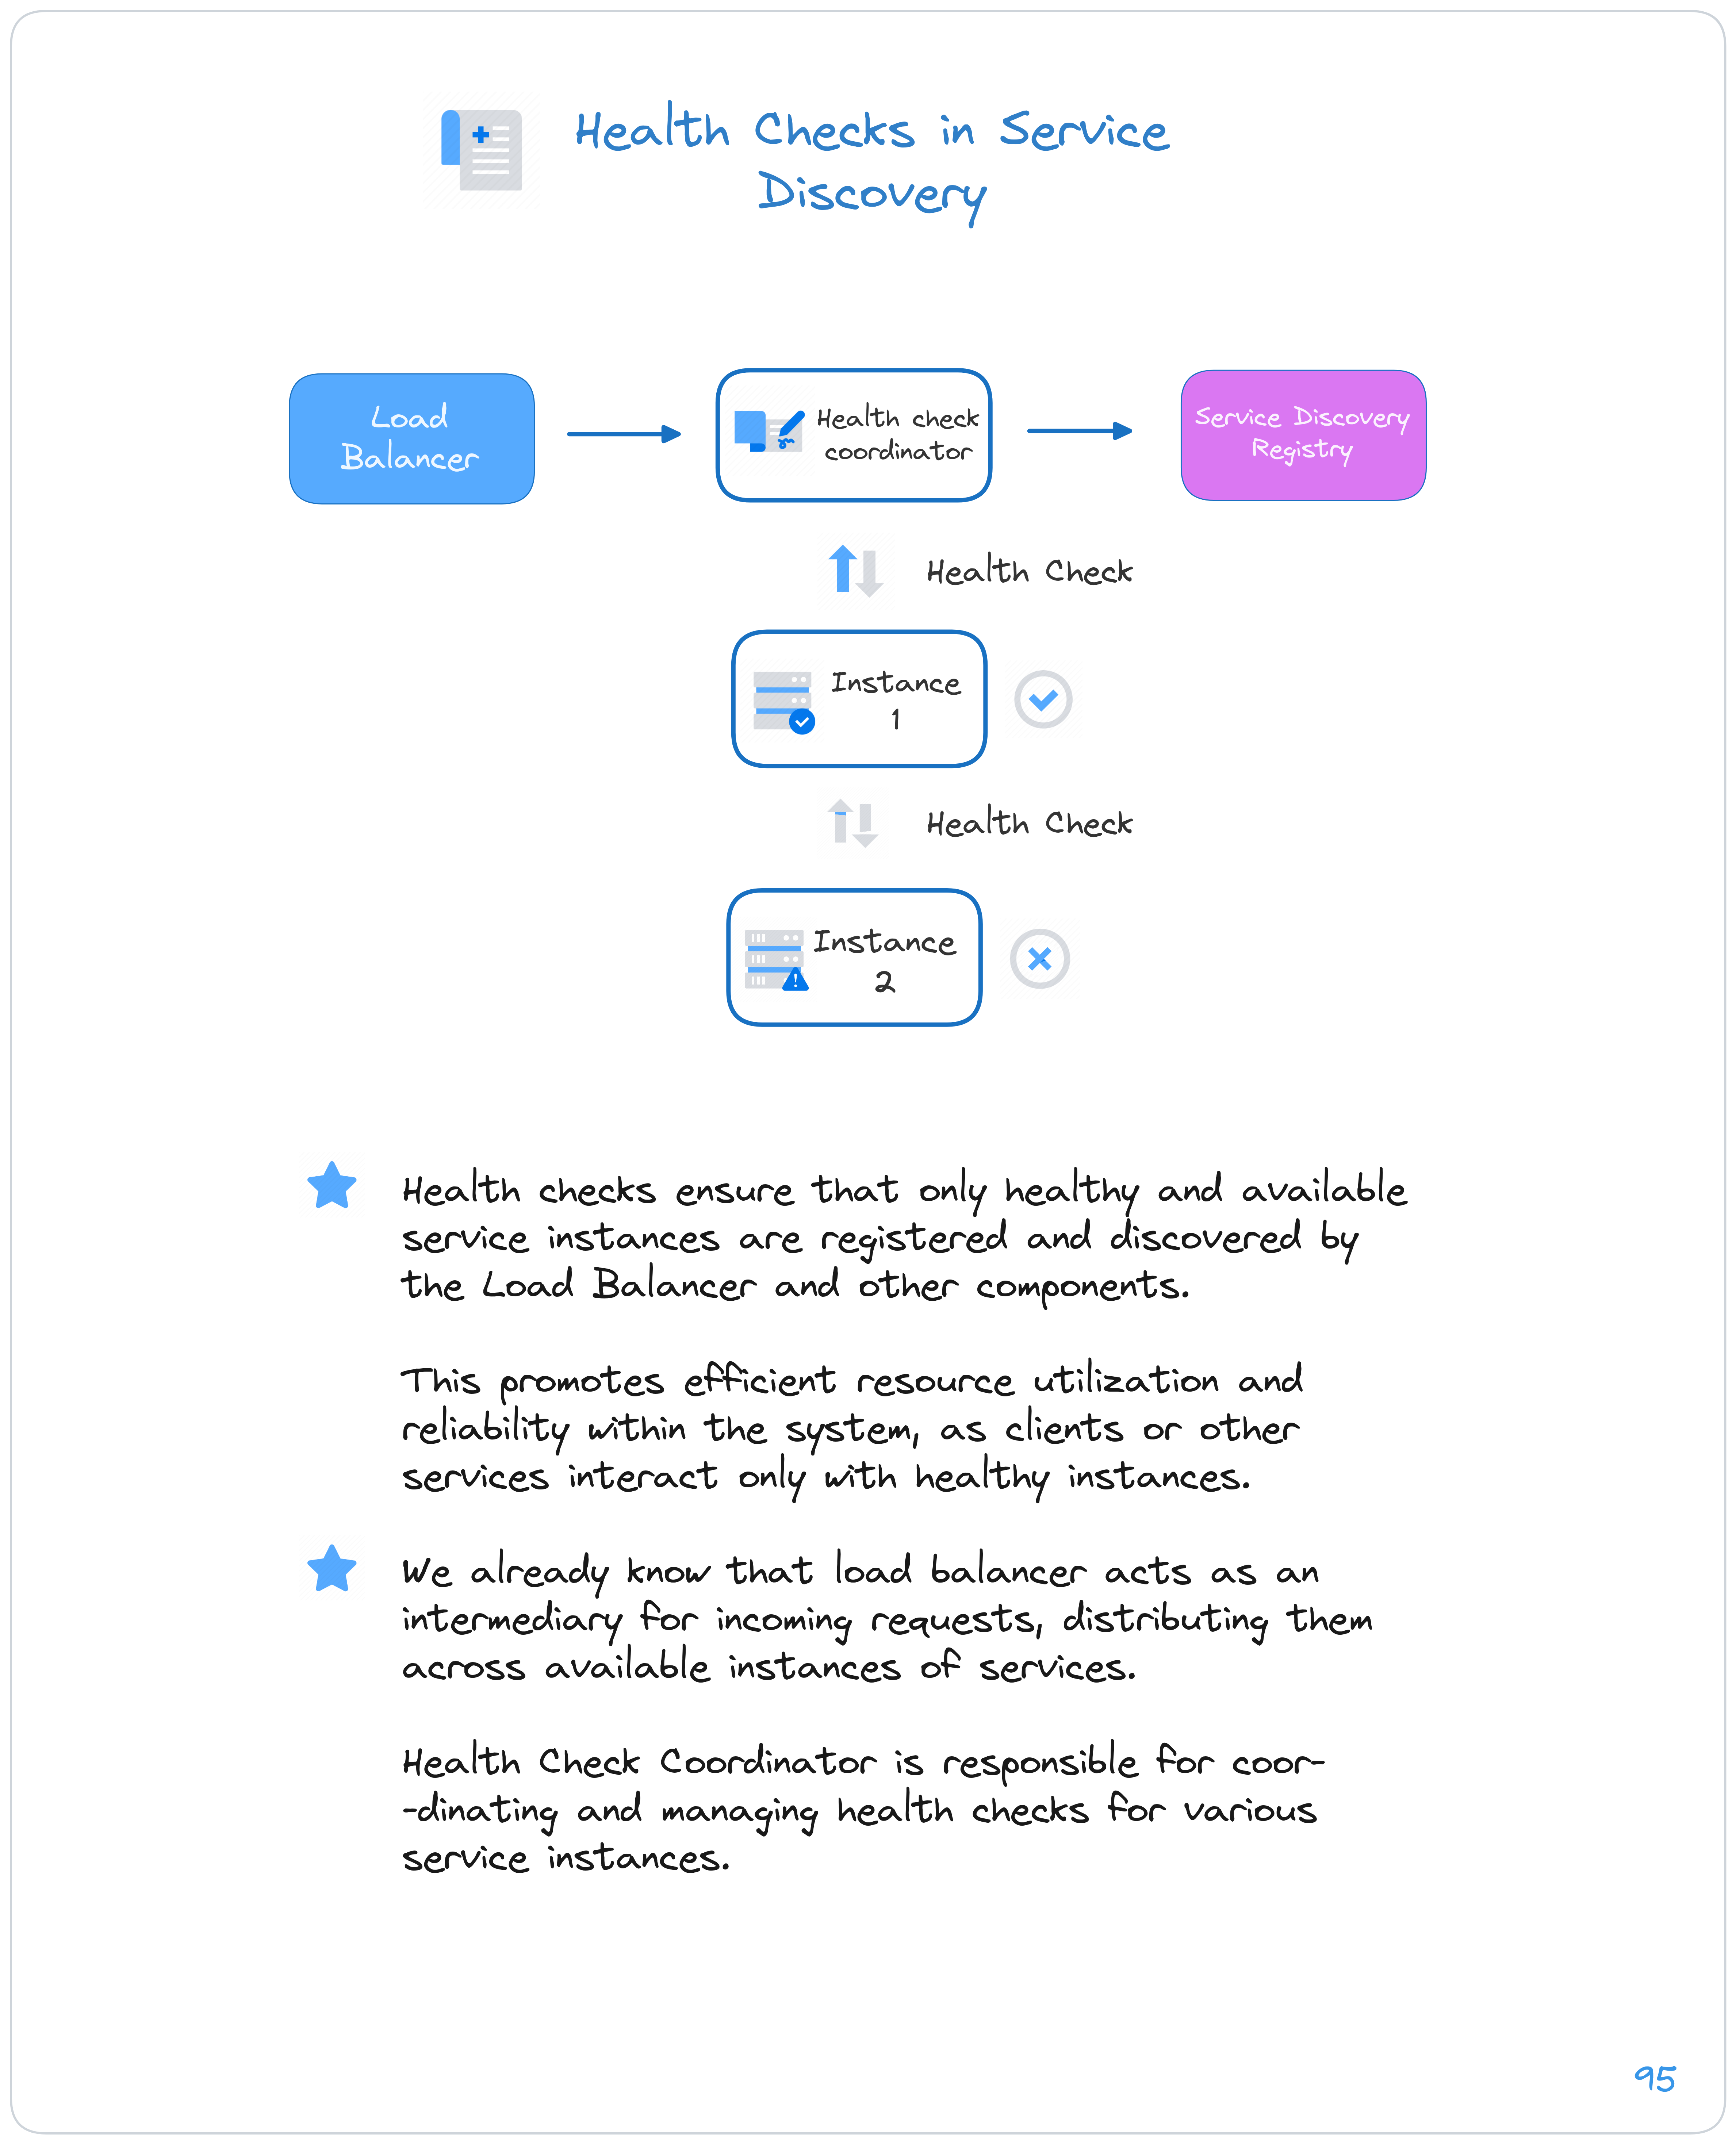 Health Checks in Service
Discovery
Load
Balancer
Health check
coordinator
Service Discovery
Registry
Health Check
Instance
1
Health Check
Instance
2
Health checks ensure that only healthy and available
service instances are registered and discovered by
the Load Balancer and other components.
This promotes efficient resource utilization and
reliability within the system, as clients or other
services interact only with healthy instances.
We already know that load balancer acts as an
intermediary for incoming requests, distributing them
across available instances of services.
Health Check Coordinator is responsible for coor-
-dinating and managing health checks for various
service instances.
95